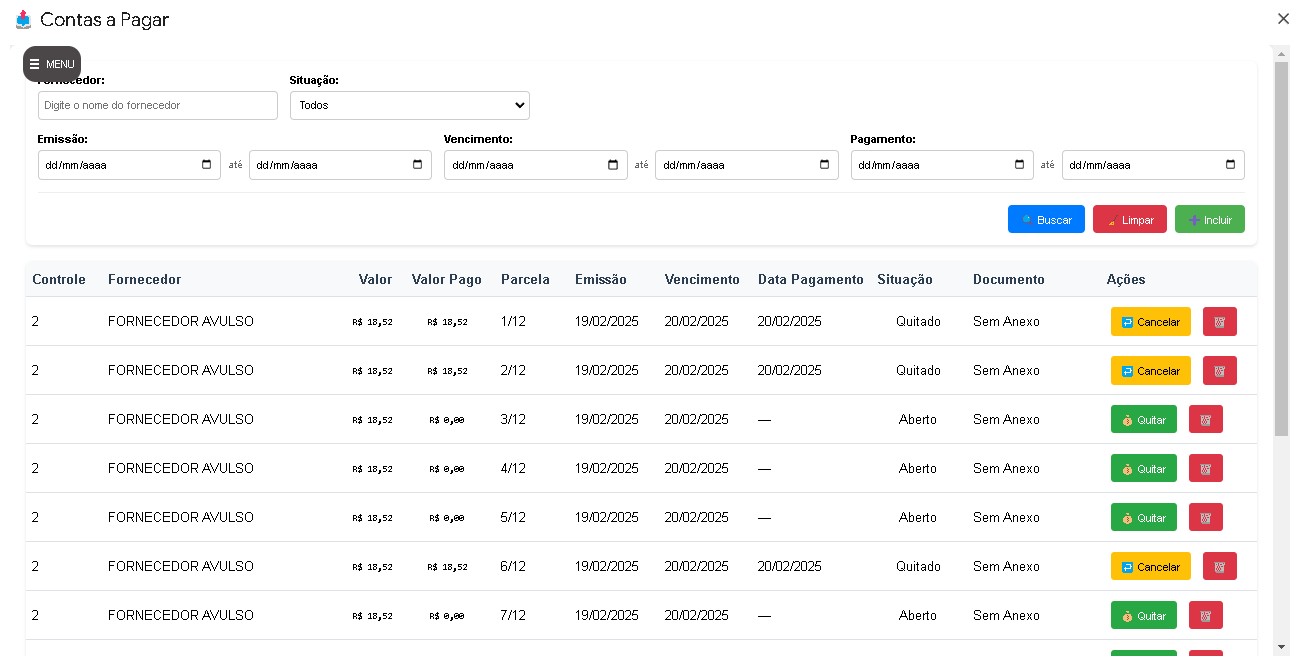 Contas a Pagar
MENU
Fornecedor: Situação:
Digite o nome do fornecedor Todos
Emissão: Vencimento: Pagamento:
dd/mm/aaaa até dd/mm/aaaa dd/mm/aaaa até dd/mm/aaaa dd/mm/aaaa até dd/mm/aaaa
Buscar Limpar Incluir
Controle Fornecedor Valor Valor Pago Parcela Emissão Vencimento Data Pagamento Situação Documento Ações
2 FORNECEDOR AVULSO R$ 18,52 R$ 18,52 1/12 19/02/2025 20/02/2025 20/02/2025 Quitado Sem Anexo Cancelar
2 FORNECEDOR AVULSO R$ 18,52 R$ 18,52 2/12 19/02/2025 20/02/2025 20/02/2025 Quitado Sem Anexo Cancelar
2 FORNECEDOR AVULSO R$ 18,52 R$ 0,00 3/12 19/02/2025 20/02/2025 — Aberto Sem Anexo Quitar
2 FORNECEDOR AVULSO R$ 18,52 R$ 0,00 4/12 19/02/2025 20/02/2025 — Aberto Sem Anexo Quitar
2 FORNECEDOR AVULSO R$ 18,52 R$ 0,00 5/12 19/02/2025 20/02/2025 — Aberto Sem Anexo Quitar
2 FORNECEDOR AVULSO R$ 18,52 R$ 18,52 6/12 19/02/2025 20/02/2025 20/02/2025 Quitado Sem Anexo Cancelar
2 FORNECEDOR AVULSO R$ 18,52 R$ 0,00 7/12 19/02/2025 20/02/2025 — Aberto Sem Anexo Quitar